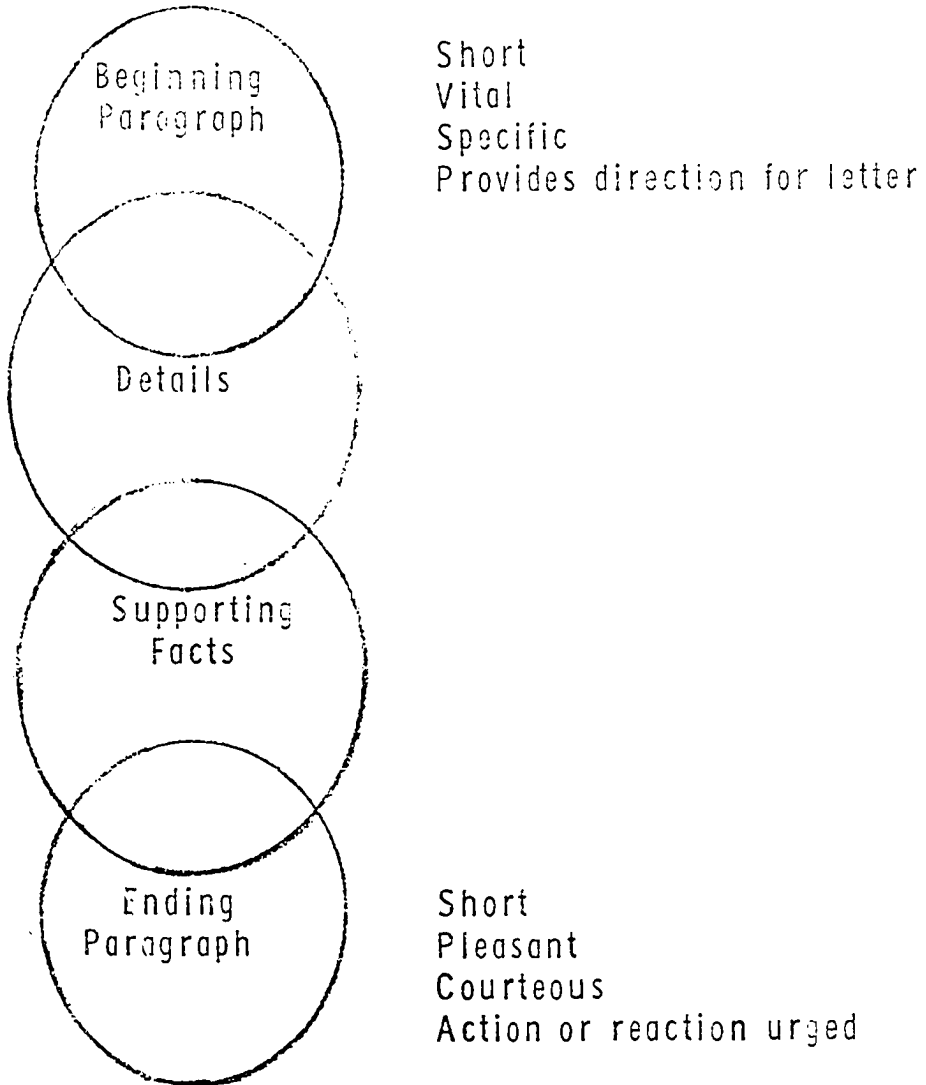 Beginning
Paragraph
Short
Vital
Specific
Provides direction for letter
Details
Supporting
Facts
Ending
Paragraph
Short
Pleasant
Courteous
Action or reaction urged